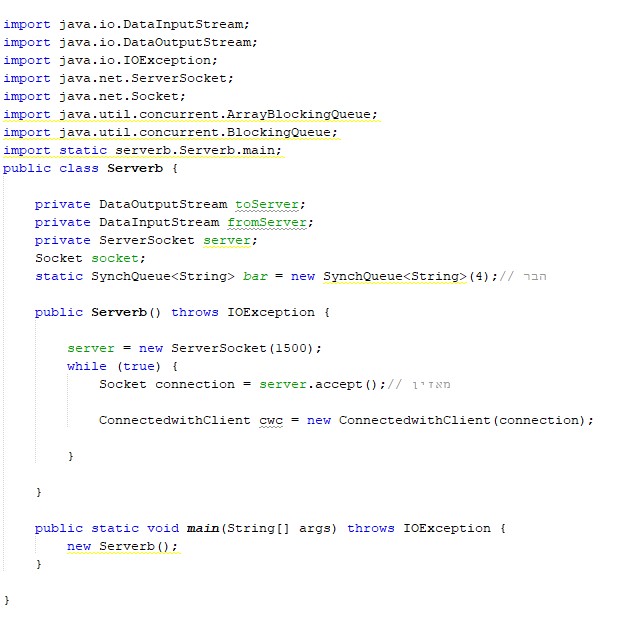 import java.io.DataInputStream;
import java.io.DataOutputStream;
import java.io.IOException;
import java.net.ServerSocket;
import java.net.Socket;
import java.util.concurrent.ArrayBlockingQueue;
import java.util.concurrent.BlockingQueue;
import static serverb.Serverb.main;
public class Serverb {
private DataOutputStream toServer;
private DataInputStream fromServer;
private ServerSocket server;
Socket socket;
static SynchQueue<String> bar = new SynchQueue<String>(4);// הבר
public Serverb() throws IOException {
server = new ServerSocket(1500);
while (true) {
Socket connection = server.accept();// מאזין
ConnectedwithClient cwc = new ConnectedwithClient(connection);
}
}
public static void main(String[] args) throws IOException {
new Serverb();
}
}